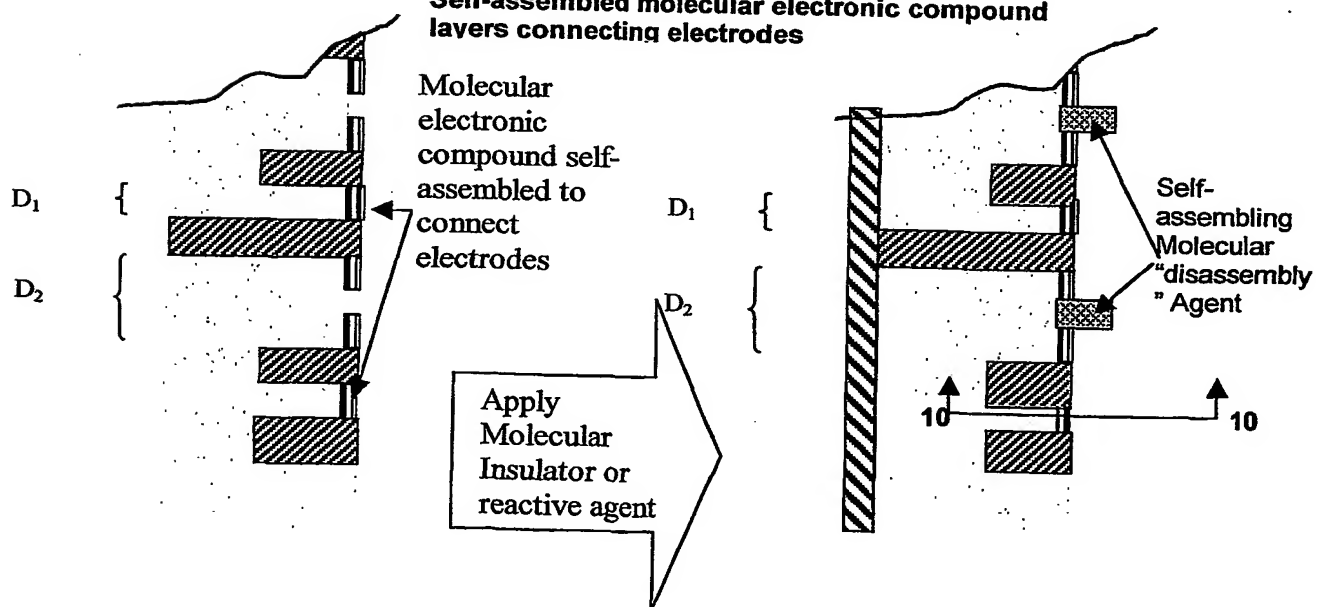 Self-assembled molecular electronic compound
layers connecting electrodes
Molecular
electronic
compound self-
assembled to
connect
electrodes
D₁
D₂
Apply
Molecular
Insulator or
reactive agent
D₁
D₂
Self-
assembling
Molecular
“disassembly
” Agent
10
10